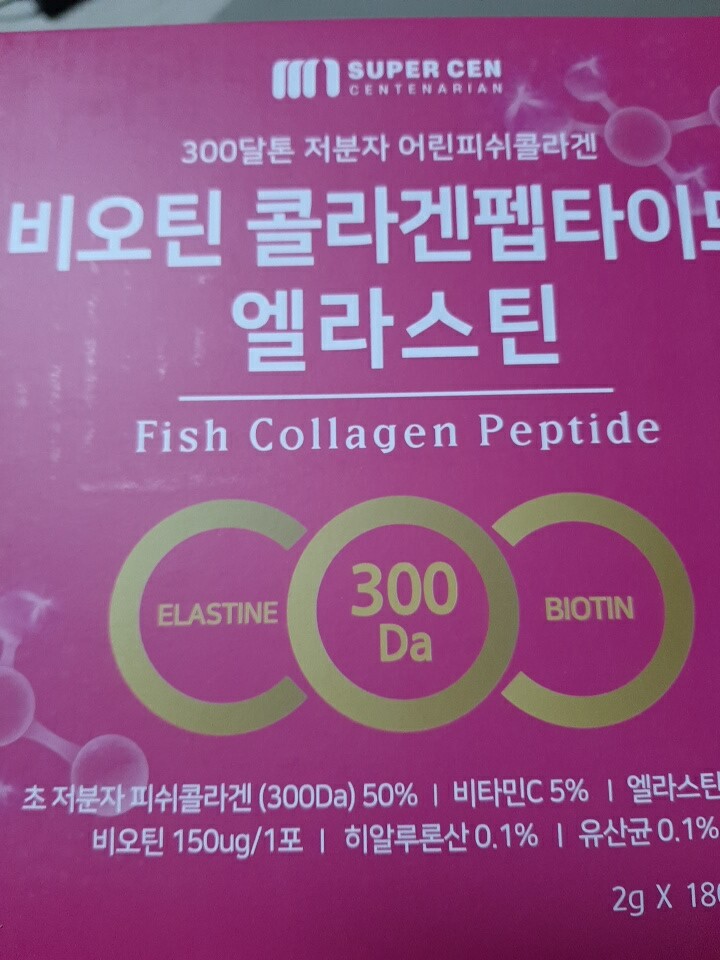 SUPER CEN
CENTENARIAN
300달톤 저분자 어린피쉬콜라겐
비오틴 콜라겐펩타이드
엘라스틴
Fish Collagen Peptide
ELASTINE
300
Da
BIOTIN
초 저분자 피쉬콜라겐 (300Da) 50% | 비타민C 5% | 엘라스틴
비오틴 150ug/1포 | 히알루론산 0.1% | 유산균 0.1%
2g X 180